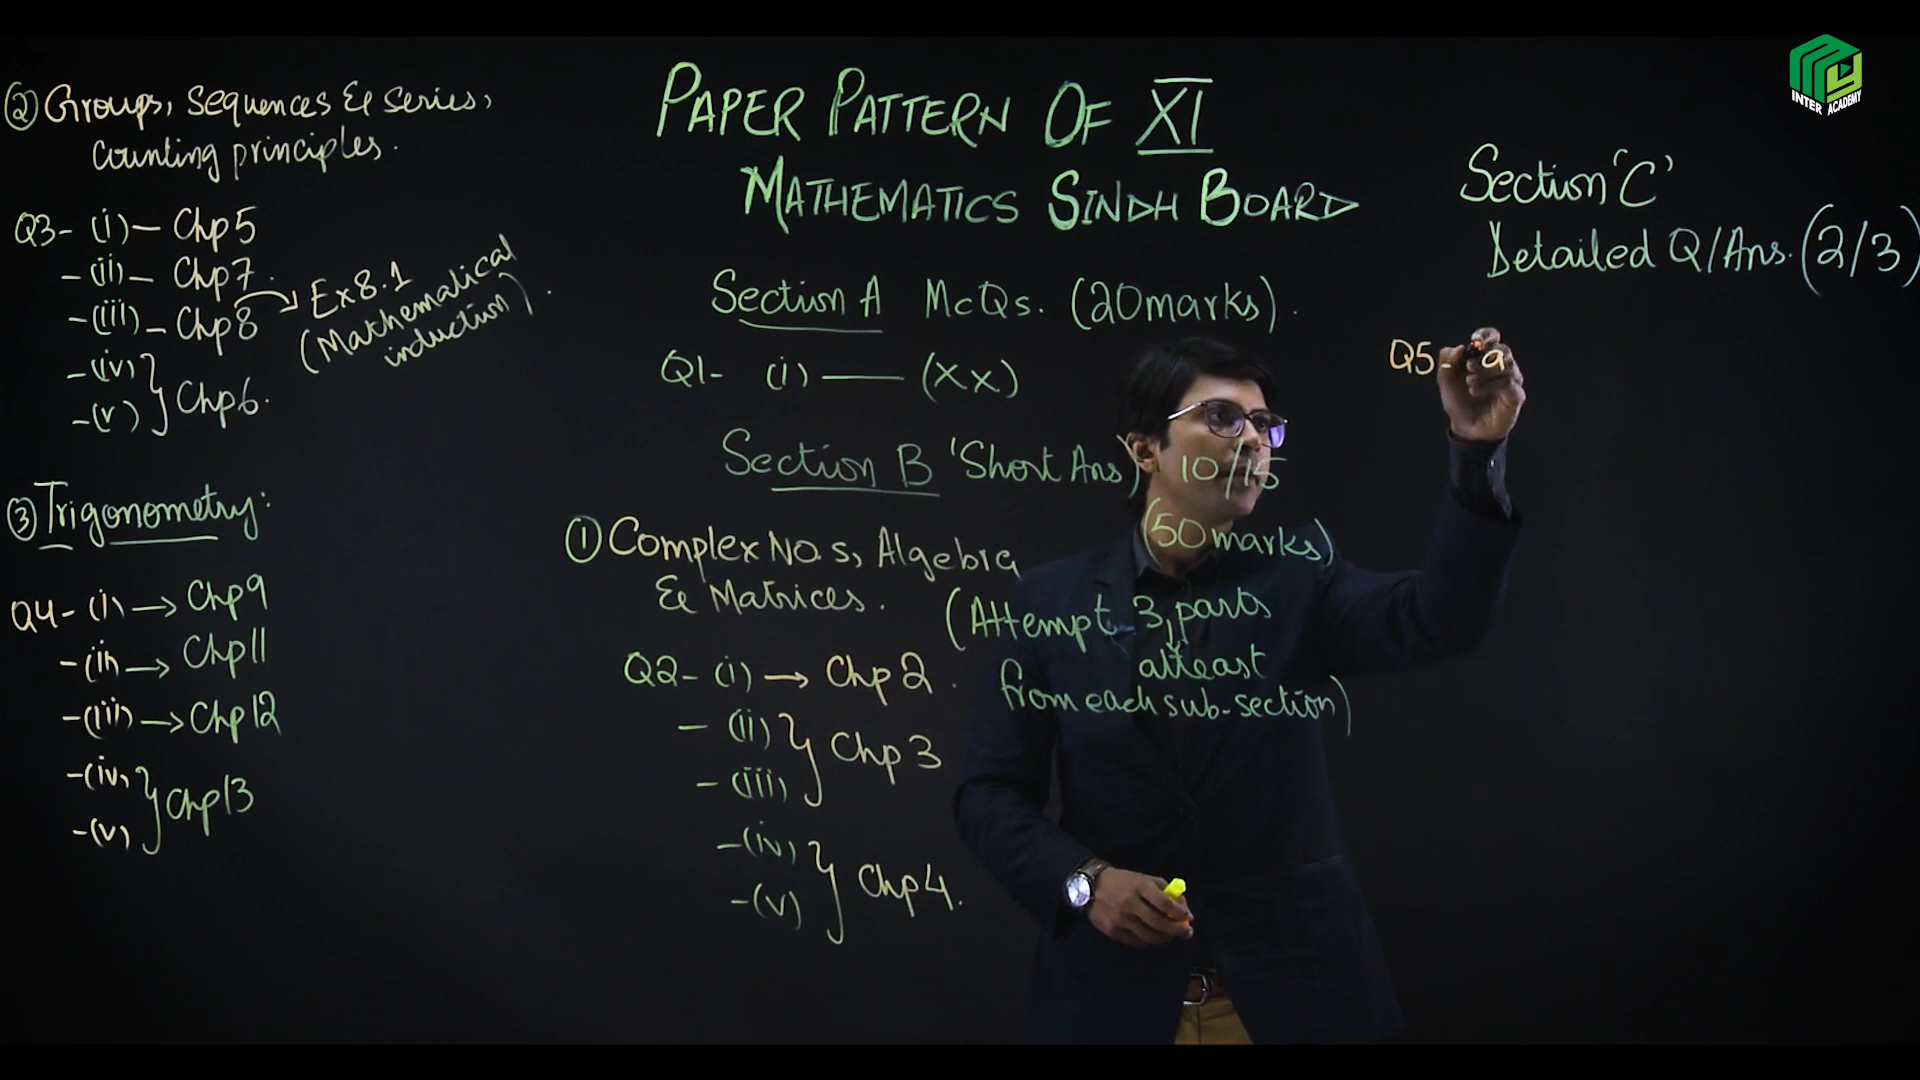 PAPER PATTERN OF XI
MATHEMATICS SINDH BOARD
Section A McQs. (20marks).
Q1- (i) — (xx)
Section B 'Short Ans) 10/15
(50marks)
① Complex No.s, Algebra
& Matrices.
(Attempt 3, parts
atleast
from each sub-section)
Q2- (i) → Chp 2.
- (ii)
- (iii) } Chp 3
- (iv)
- (v) } Chp 4.
② Groups, Sequences & series,
Counting principles.
Q3- (i) — Chp 5
- (ii) — Chp 7.
- (iii) — Chp 8 → Ex 8.1
(Mathematical
induction).
- (iv)
- (v) } Chp 6.
③ Trigonometry:
Q4- (i) → Chp 9
- (ii) → Chp 11
- (iii) → Chp 12
- (iv)
- (v) } Chp 13
Section 'C'
Detailed Q/Ans. (2/3)
Q5- a
INTER ACADEMY